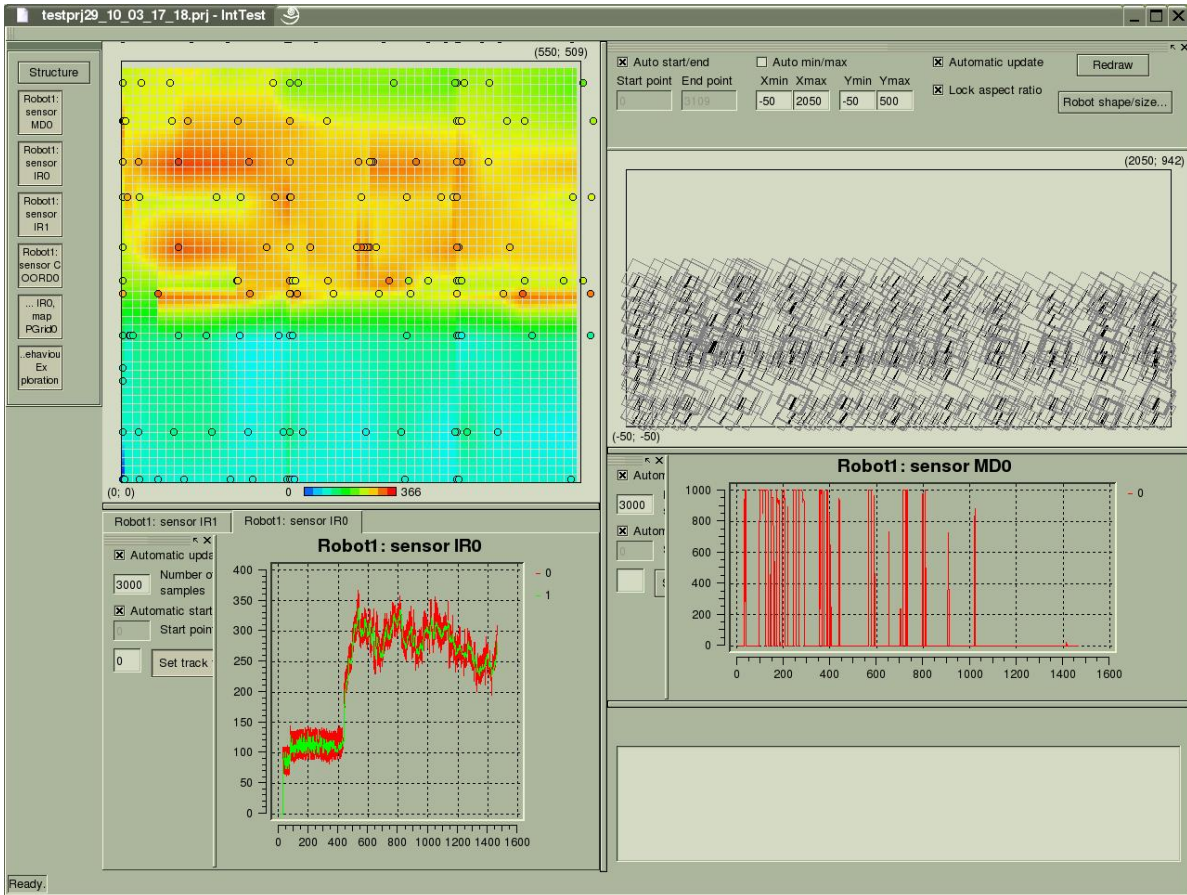 testprj29_10_03_17_18.prj - IntTest
Structure
Robot1:
sensor
MD0
Robot1:
sensor
IR0
Robot1:
sensor
IR1
Robot1:
sensor C
OORD0
... IR0,
map
PGrid0
..ehaviou
Ex
ploration
(550; 509)
(0; 0)
0
366
Auto start/end
Auto min/max
Automatic update
Redraw
Start point
End point
Xmin
Xmax
Ymin
Ymax
Lock aspect ratio
0
3109
-50
2050
-50
500
Robot shape/size...
(2050; 942)
(-50; -50)
Robot1: sensor IR1
Robot1: sensor IR0
Automatic upda
3000
Number o
samples
Automatic start
0
Start poin
0
Set track
Robot1: sensor IR0
400
350
300
250
200
150
100
50
0
0 200 400 600 800 1000 1200 1400 1600
0
1
Autom
3000
Autom
0
Robot1: sensor MD0
1000
800
600
400
200
0
0 200 400 600 800 1000 1200 1400 1600
0
Ready.